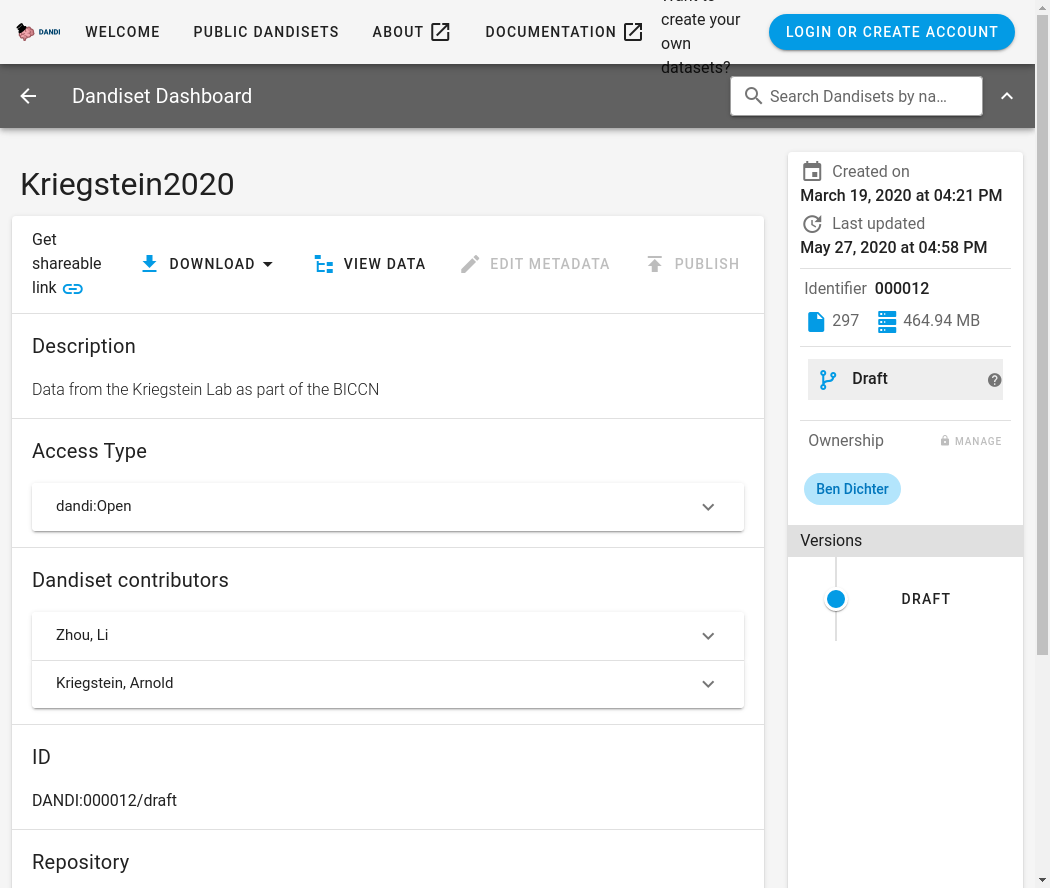 DANDI
WELCOME
PUBLIC DANDISETS
ABOUT
DOCUMENTATION
create your
own
datasets?
LOGIN OR CREATE ACCOUNT
Dandiset Dashboard
Search Dandisets by na...
Kriegstein2020
Get
shareable
link
DOWNLOAD
VIEW DATA
EDIT METADATA
PUBLISH
Description
Data from the Kriegstein Lab as part of the BICCN
Access Type
dandi:Open
Dandiset contributors
Zhou, Li
Kriegstein, Arnold
ID
DANDI:000012/draft
Repository
Created on
March 19, 2020 at 04:21 PM
Last updated
May 27, 2020 at 04:58 PM
Identifier 000012
297 464.94 MB
Draft
Ownership
MANAGE
Ben Dichter
Versions
DRAFT